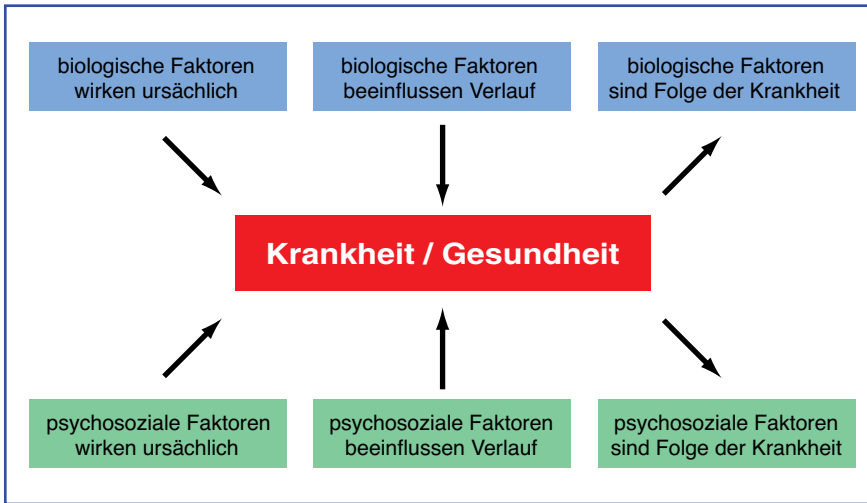 biologische Faktoren
wirken ursächlich
biologische Faktoren
beeinflussen Verlauf
biologische Faktoren
sind Folge der Krankheit
Krankheit / Gesundheit
psychosoziale Faktoren
wirken ursächlich
psychosoziale Faktoren
beeinflussen Verlauf
psychosoziale Faktoren
sind Folge der Krankheit